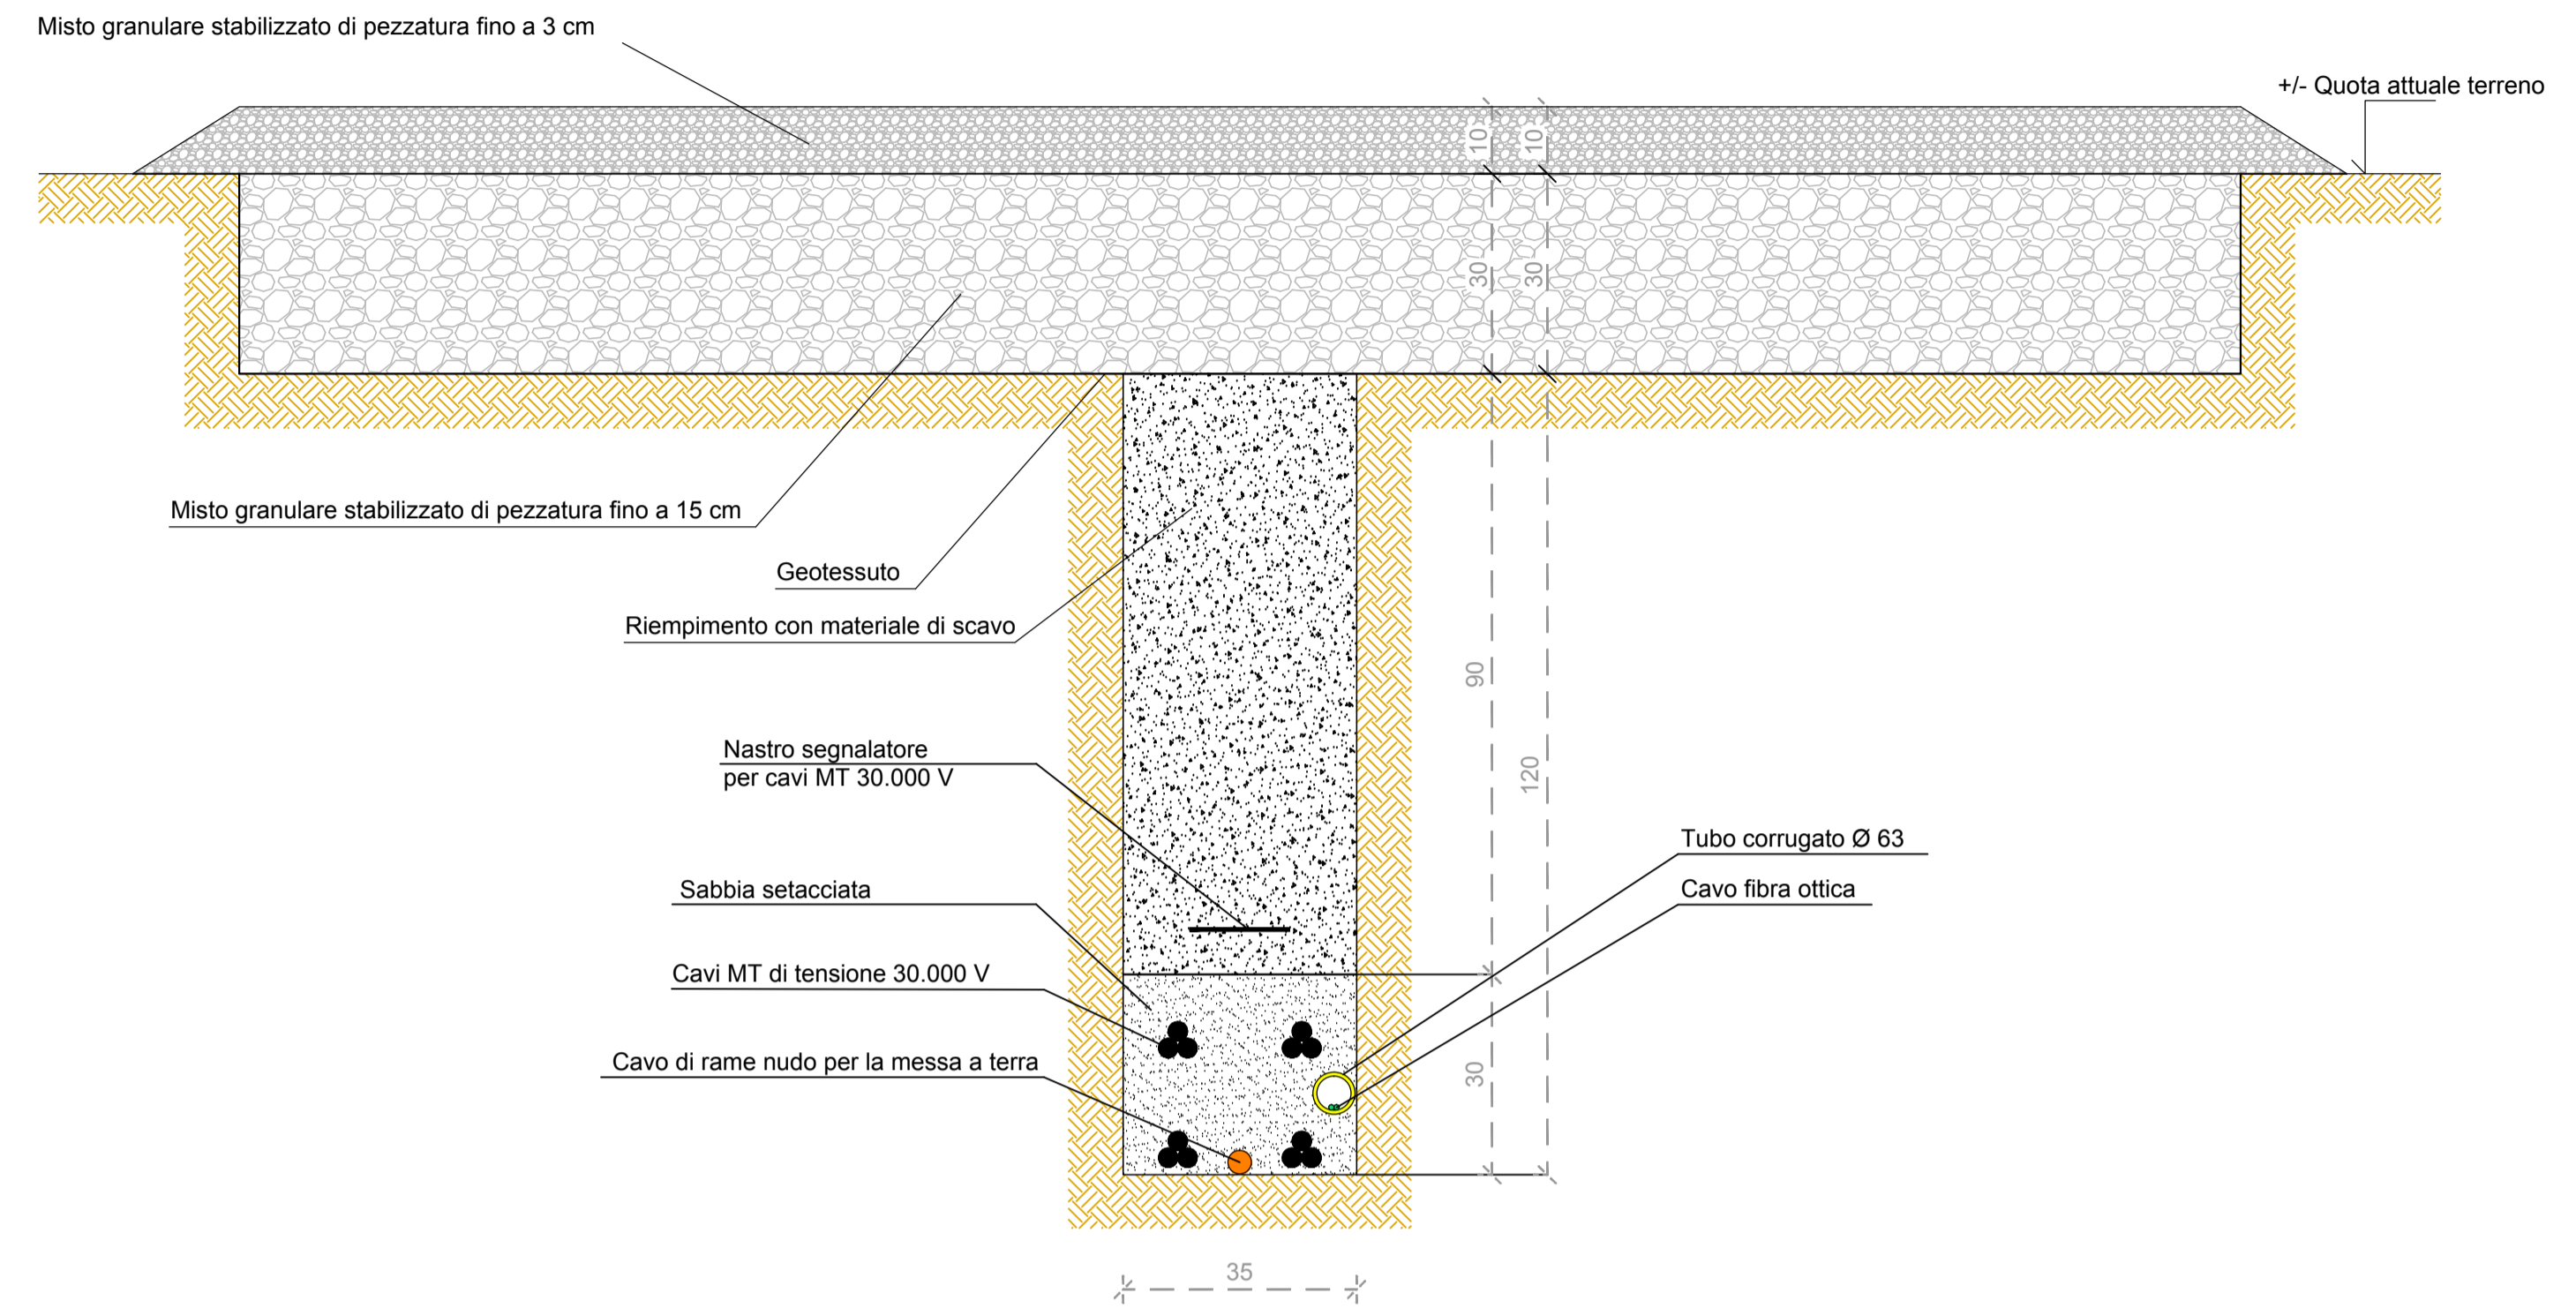 Misto granulare stabilizzato di pezzatura fino a 3 cm
+/- Quota attuale terreno
10
10
30
30
Misto granulare stabilizzato di pezzatura fino a 15 cm
Geotessuto
Riempimento con materiale di scavo
90
Nastro segnalatore
per cavi MT 30.000 V
120
Tubo corrugato Ø 63
Sabbia setacciata
Cavo fibra ottica
Cavi MT di tensione 30.000 V
Cavo di rame nudo per la messa a terra
30
35